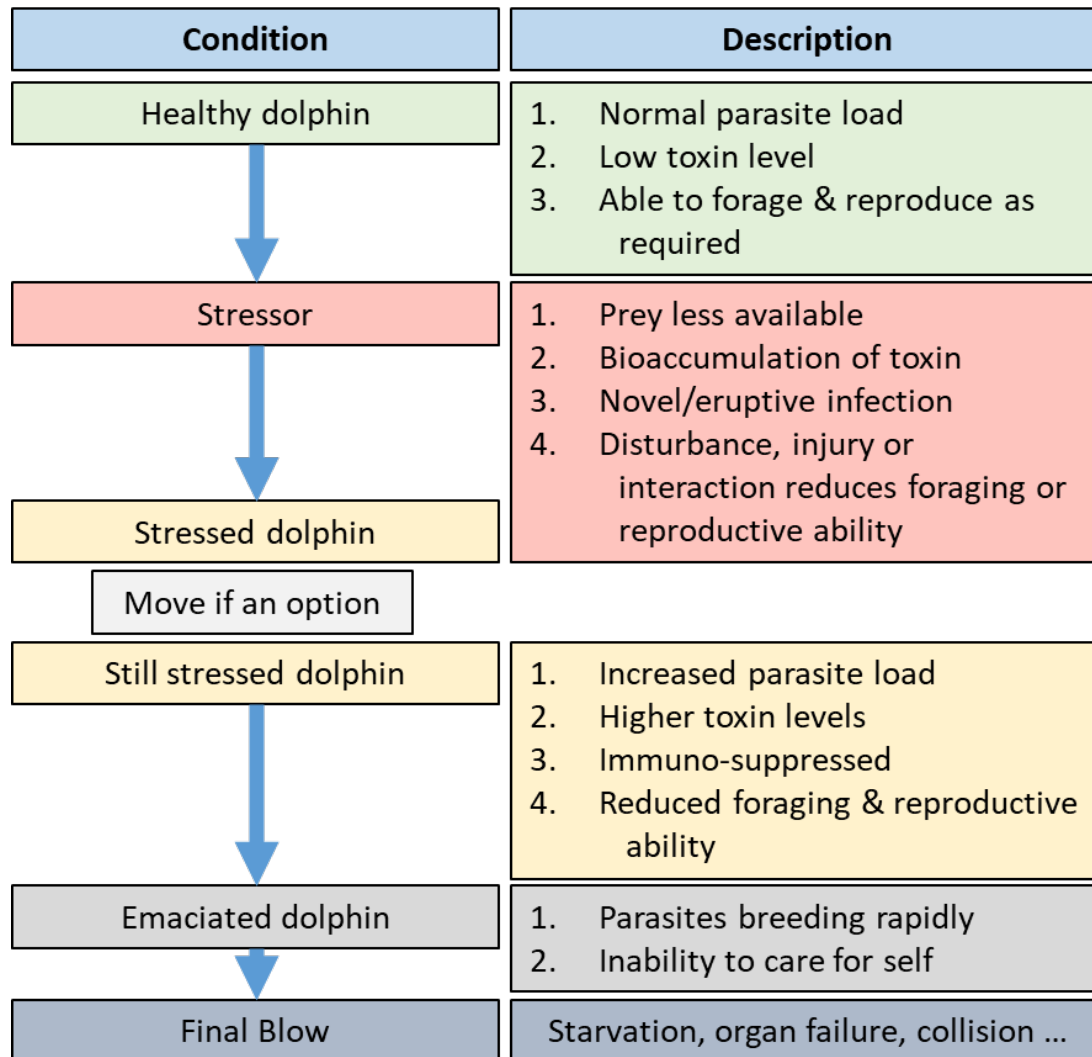 Condition
Description
Healthy dolphin
1. Normal parasite load
2. Low toxin level
3. Able to forage & reproduce as
required
Stressor
1. Prey less available
2. Bioaccumulation of toxin
3. Novel/eruptive infection
4. Disturbance, injury or
interaction reduces foraging or
reproductive ability
Stressed dolphin
Move if an option
Still stressed dolphin
1. Increased parasite load
2. Higher toxin levels
3. Immuno-suppressed
4. Reduced foraging & reproductive
ability
Emaciated dolphin
1. Parasites breeding rapidly
2. Inability to care for self
Final Blow
Starvation, organ failure, collision ...